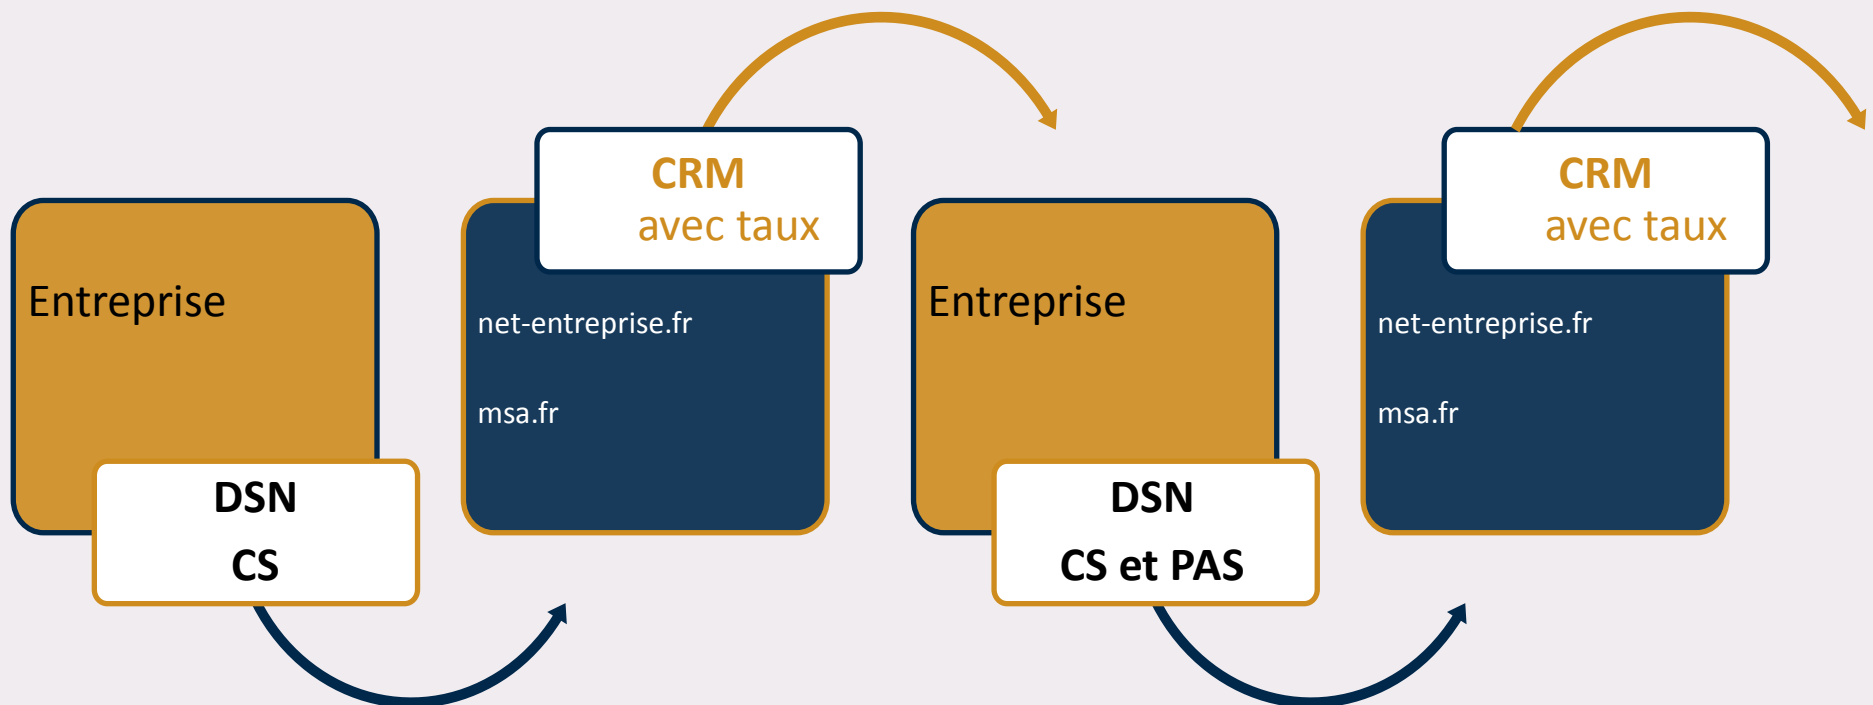 Entreprise
DSN
CS
CRM
avec taux
net-entreprise.fr
msa.fr
Entreprise
DSN
CS et PAS
CRM
avec taux
net-entreprise.fr
msa.fr